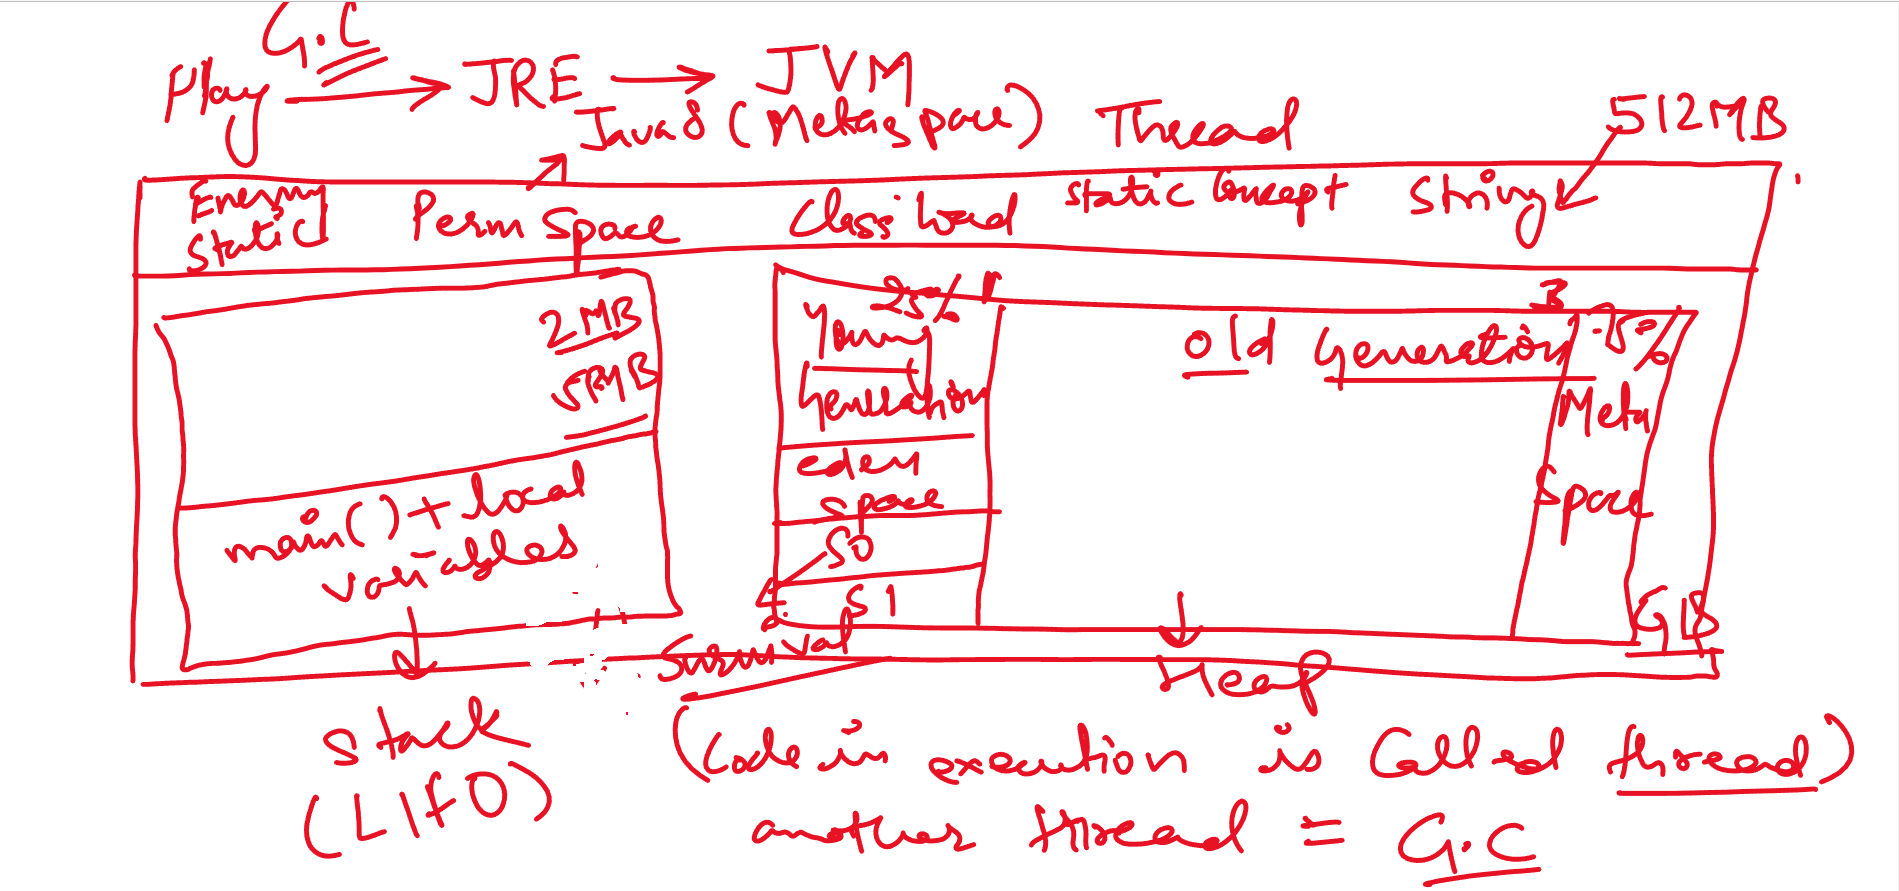 G.C
Play → JRE → JVM
Java8 (Metaspace) Thread 512MB
Enemy Perm Space Class load static Concept String
static
2MB
5MB
25%
Young
Generation
Old Generation 75%
Meta
Space
eden
space
S0
S1
main() + local
variables
Survival
Heap
GB
stack
(LIFO)
(Code in execution is Called thread)
another thread = G.C